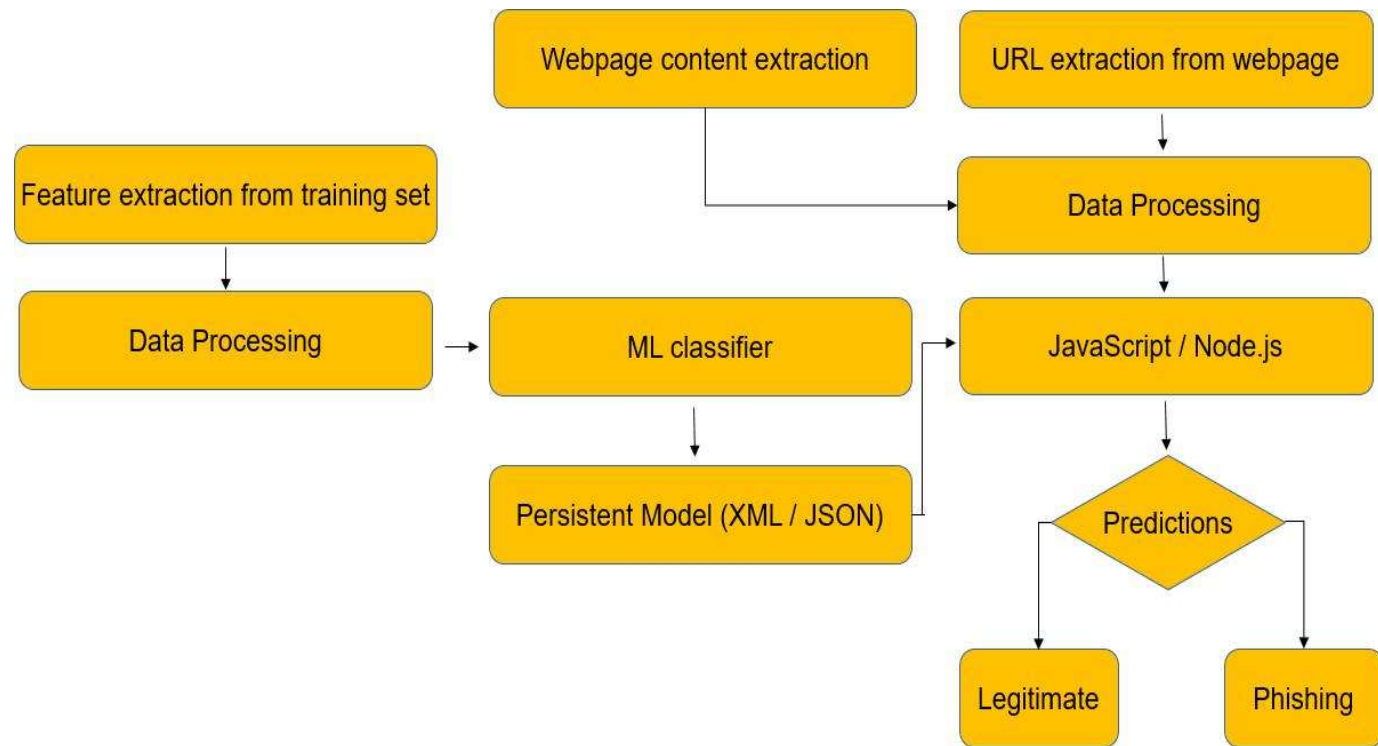 Webpage content extraction
URL extraction from webpage
Feature extraction from training set
Data Processing
Data Processing
ML classifier
JavaScript / Node.js
Persistent Model (XML / JSON)
Predictions
Legitimate
Phishing